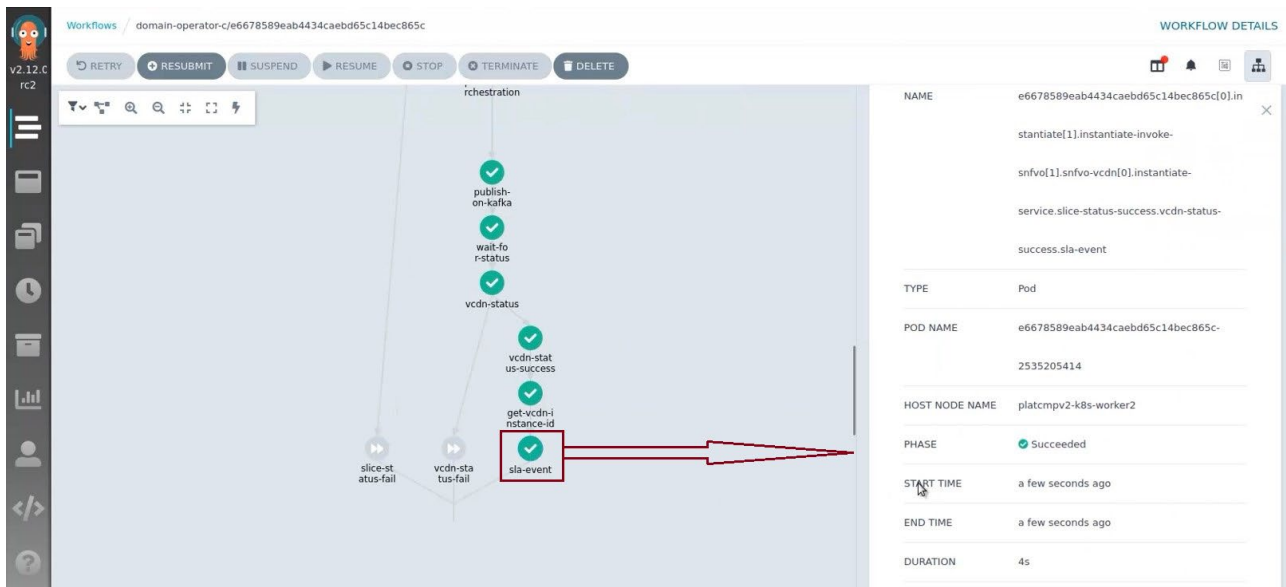 Workflows / domain-operator-c/e6678589eab4434caebd65c14bec865c
WORKFLOW DETAILS
v2.12.0
rc2
RETRY
RESUBMIT
SUSPEND
RESUME
STOP
TERMINATE
DELETE
rchestration
publish-
on-kafka
wait-fo
r-status
vcdn-status
vcdn-stat
us-success
get-vcdn-i
nstance-id
slice-st
atus-fail
vcdn-sta
tus-fail
sla-event
NAME e6678589eab4434caebd65c14bec865c[0].in
stantiate[1].instantiate-invoke-
snfvo[1].snfvo-vcdn[0].instantiate-
service.slice-status-success.vcdn-status-
success.sla-event
TYPE Pod
POD NAME e6678589eab4434caebd65c14bec865c-
2535205414
HOST NODE NAME platcmpv2-k8s-worker2
PHASE Succeeded
START TIME a few seconds ago
END TIME a few seconds ago
DURATION 4s